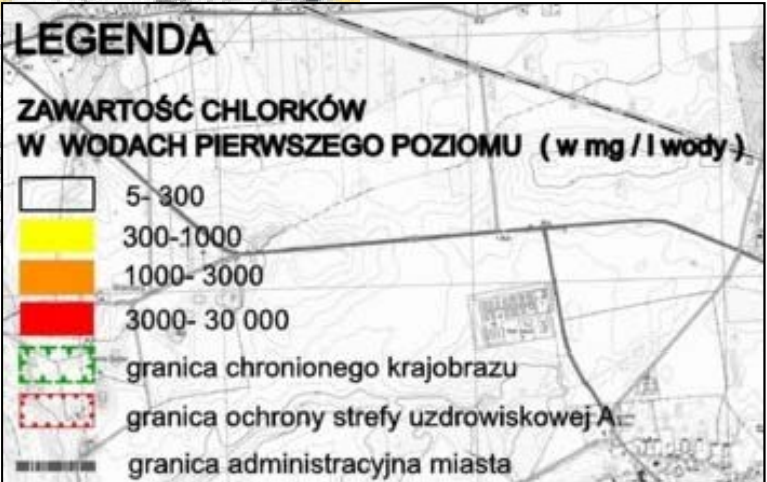 LEGENDA
ZAWARTOŚĆ CHLORKÓW
W WODACH PIERWSZEGO POZIOMU ( w mg / l wody )
5- 300
300-1000
1000- 3000
3000- 30 000
granica chronionego krajobrazu
granica ochrony strefy uzdrowiskowej A
granica administracyjna miasta